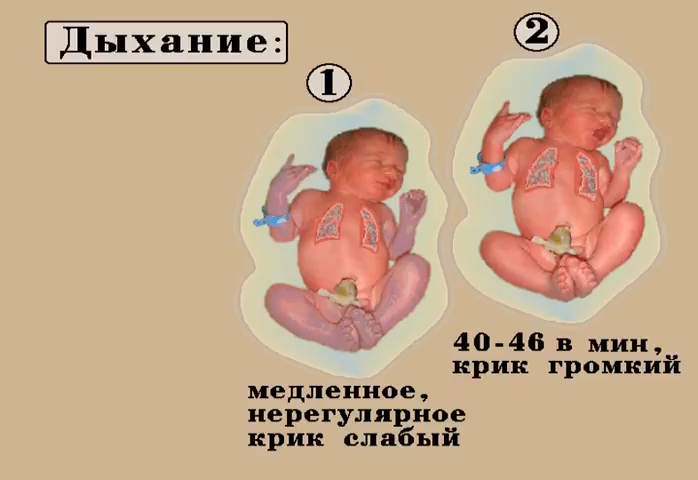 Дыхание:
1
медленное,
нерегулярное
крик слабый
2
40-46 в мин,
крик громкий